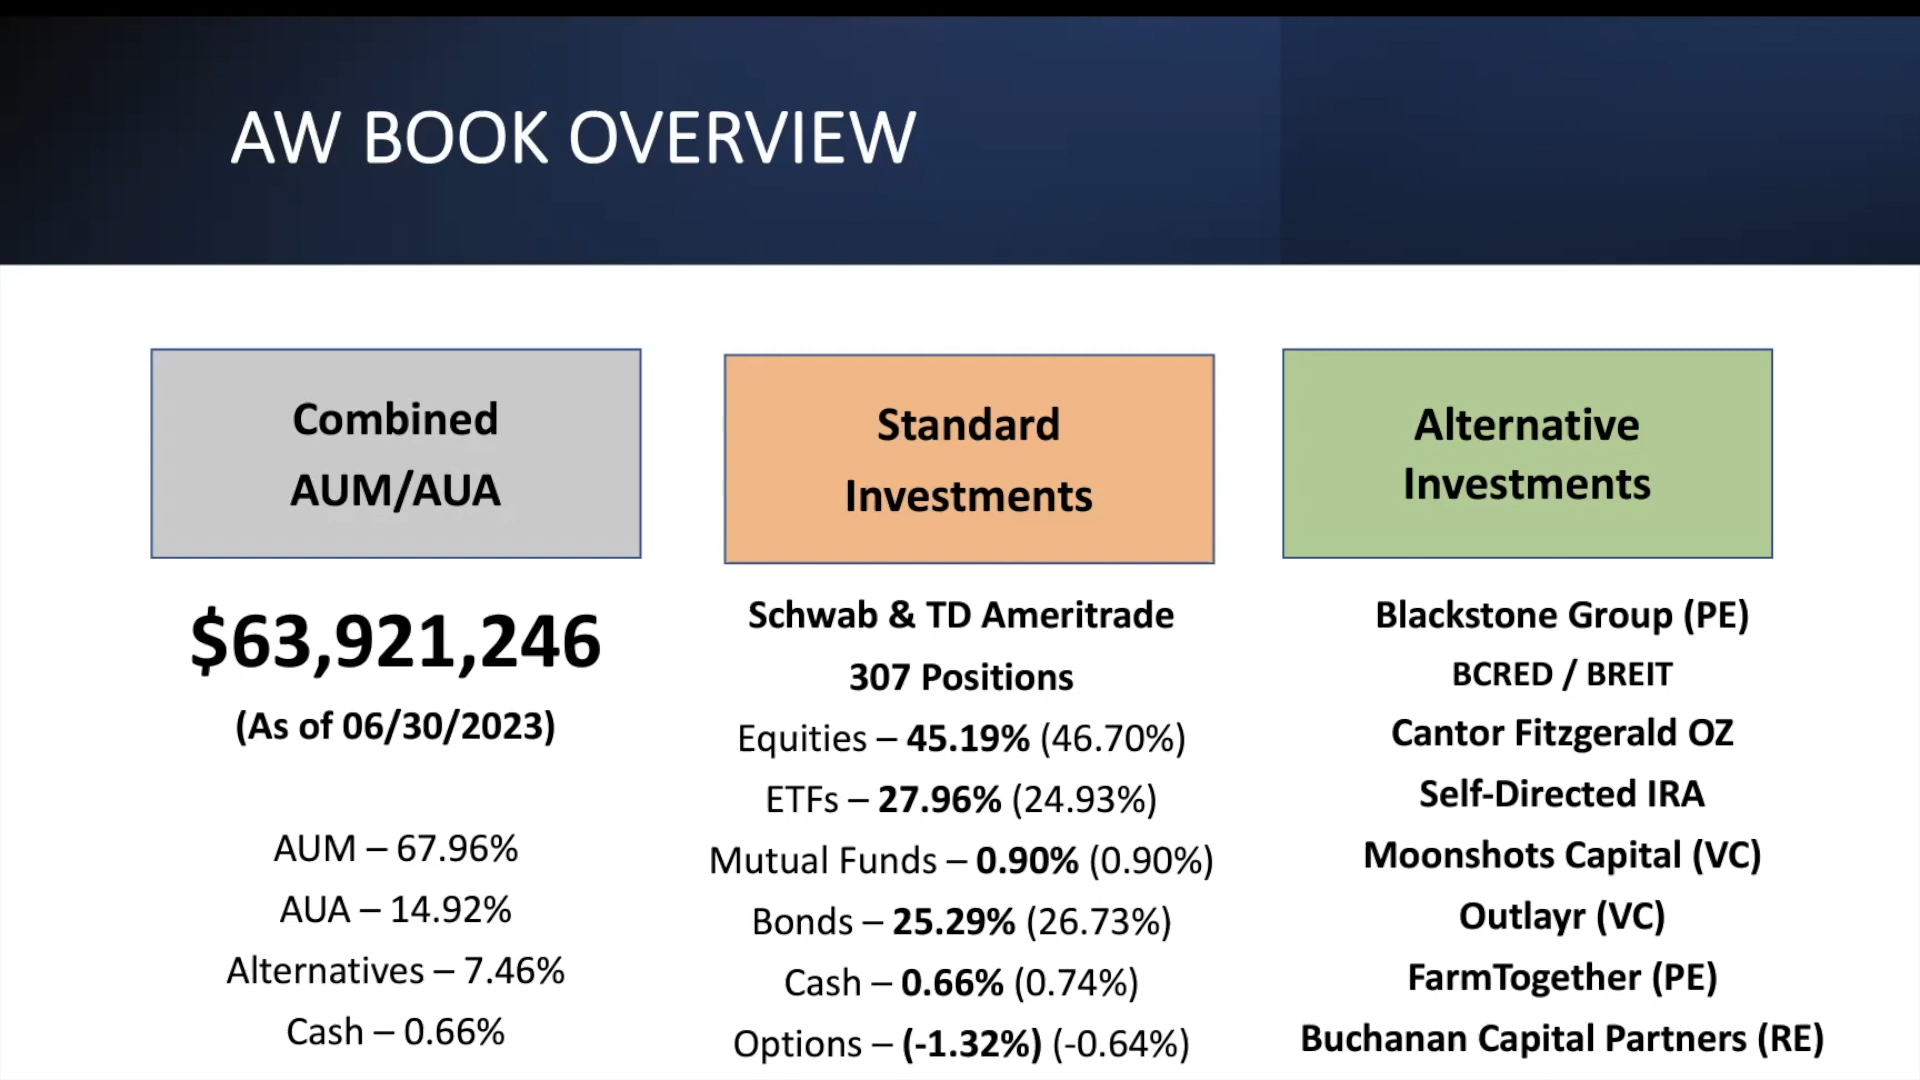 AW BOOK OVERVIEW
Combined
AUM/AUA
$63,921,246
(As of 06/30/2023)
AUM – 67.96%
AUA – 14.92%
Alternatives – 7.46%
Cash – 0.66%
Standard
Investments
Schwab & TD Ameritrade
307 Positions
Equities – 45.19% (46.70%)
ETFs – 27.96% (24.93%)
Mutual Funds – 0.90% (0.90%)
Bonds – 25.29% (26.73%)
Cash – 0.66% (0.74%)
Options – (-1.32%) (-0.64%)
Alternative
Investments
Blackstone Group (PE)
BCRED / BREIT
Cantor Fitzgerald OZ
Self-Directed IRA
Moonshots Capital (VC)
Outlayr (VC)
FarmTogether (PE)
Buchanan Capital Partners (RE)